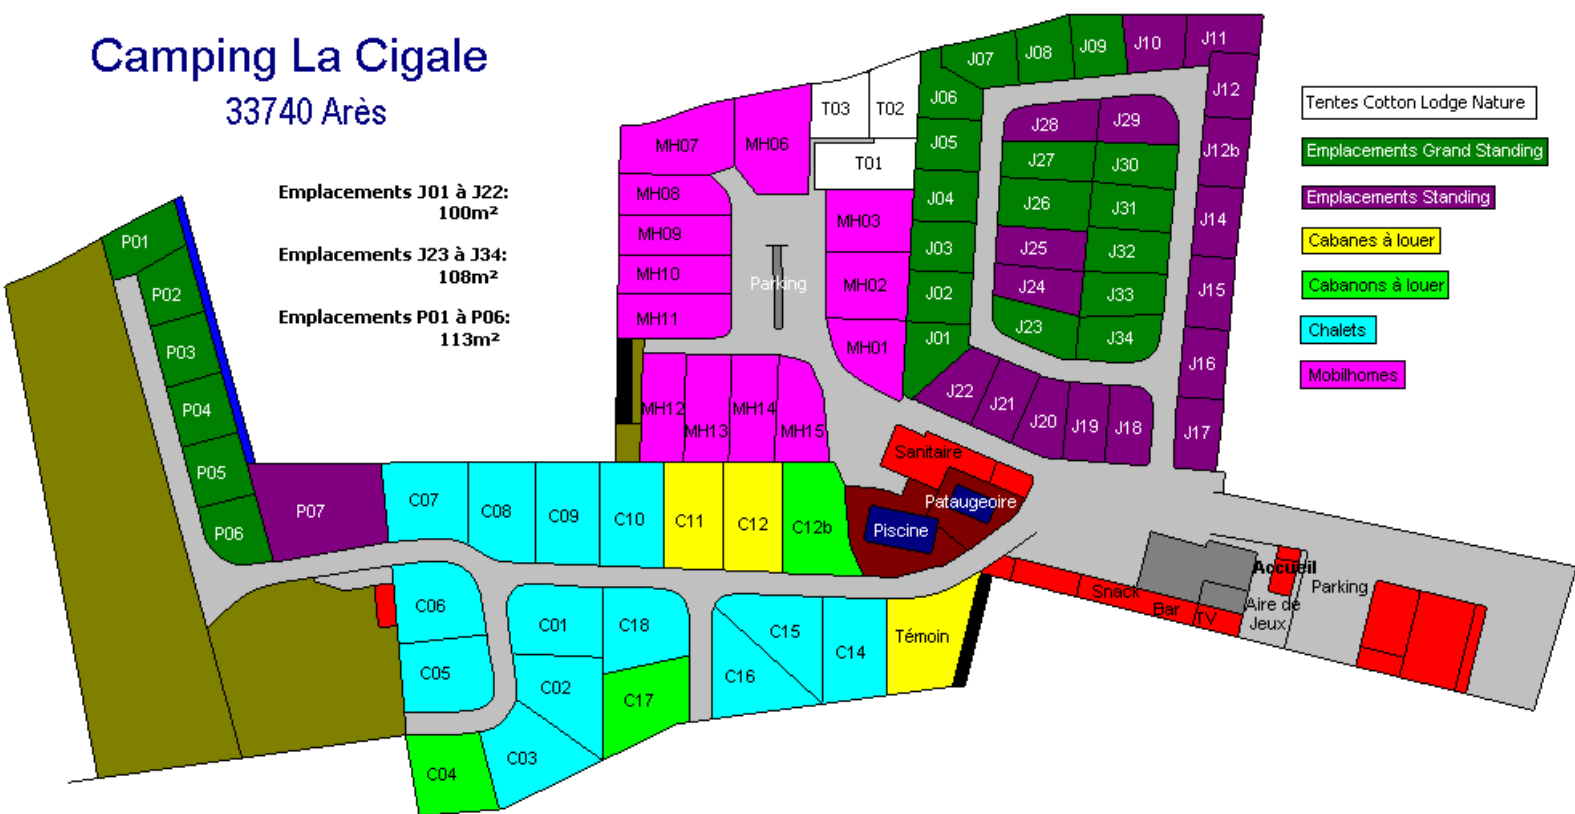 Camping La Cigale
33740 Arès
Emplacements J01 à J22:
100m²
Emplacements J23 à J34:
108m²
Emplacements P01 à P06:
113m²
Tentes Cotton Lodge Nature
Emplacements Grand Standing
Emplacements Standing
Cabanes à louer
Cabanons à louer
Chalets
Mobilhomes
J07
J08
J09
J10
J11
J12
J12b
J14
J15
J16
J17
J06
J05
J04
J03
J02
J01
J28
J29
J27
J30
J26
J31
J25
J32
J24
J33
J23
J34
J22
J21
J20
J19
J18
T03
T02
T01
MH07
MH06
MH08
MH09
MH10
MH11
MH03
MH02
MH01
Parking
MH12
MH13
MH14
MH15
P01
P02
P03
P04
P05
P06
P07
C07
C08
C09
C10
C11
C12
C12b
Sanitaire
Pataugeoire
Piscine
C06
C05
C04
C01
C02
C03
C18
C17
C15
C16
C14
Témoin
Snack
Bar
TV
Accueil
Aire de
Jeux
Parking